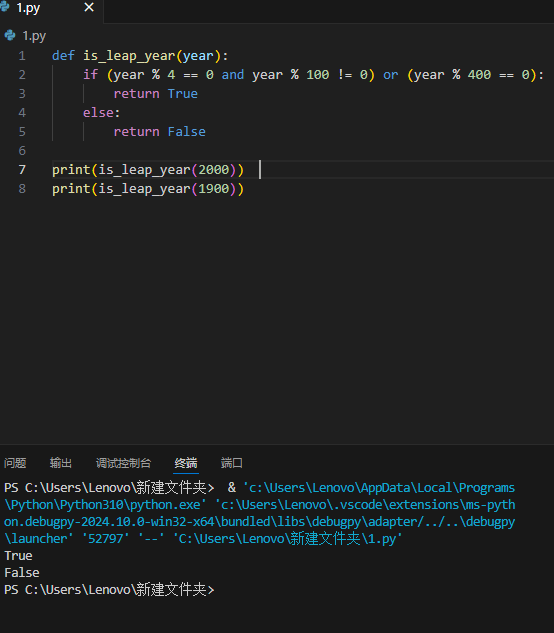 1.py ×
1.py
1 def is_leap_year(year):
2     if (year % 4 == 0 and year % 100 != 0) or (year % 400 == 0):
3         return True
4     else:
5         return False
6
7 print(is_leap_year(2000))
8 print(is_leap_year(1900))
问题 输出 调试控制台 终端 端口
PS C:\Users\Lenovo\新建文件夹>  & 'c:\Users\Lenovo\AppData\Local\Programs
\Python\Python310\python.exe' 'c:\Users\Lenovo\.vscode\extensions\ms-pyth
on.debugpy-2024.10.0-win32-x64\bundled\libs\debugpy\adapter/../..\debugpy
\launcher' '52797' '--' 'C:\Users\Lenovo\新建文件夹\1.py'
True
False
PS C:\Users\Lenovo\新建文件夹>